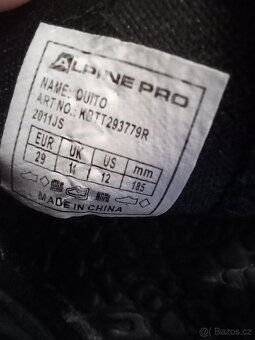 ALPINE PRO
NAME: QUITO
ART NO.: KBTT293779R
2011JS
EUR UK US mm
29 11 12 185
MADE IN CHINA
Bazos.cz